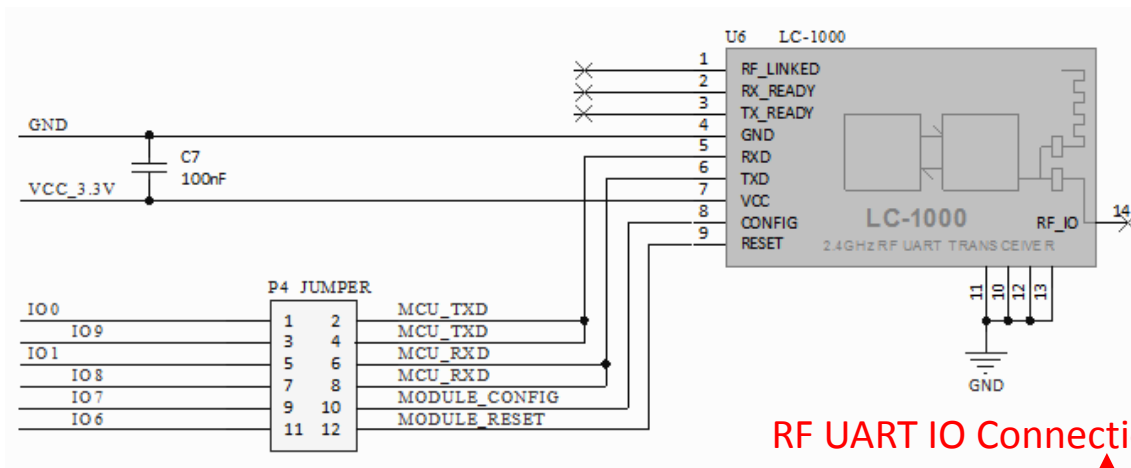 U6 LC-1000
1 RF_LINKED
2 RX_READY
3 TX_READY
GND 4 GND
5 RXD
C7
100nF
6 TXD
VCC_3.3V 7 VCC
8 CONFIG
9 RESET
LC-1000
RF_IO 14
2.4GHz RF UART TRANSCEIVER
11 10 12 13
GND
P4 JUMPER
IO0 1 2 MCU_TXD
IO9 3 4 MCU_TXD
IO1 5 6 MCU_RXD
IO8 7 8 MCU_RXD
IO7 9 10 MODULE_CONFIG
IO6 11 12 MODULE_RESET
RF UART IO Connecti